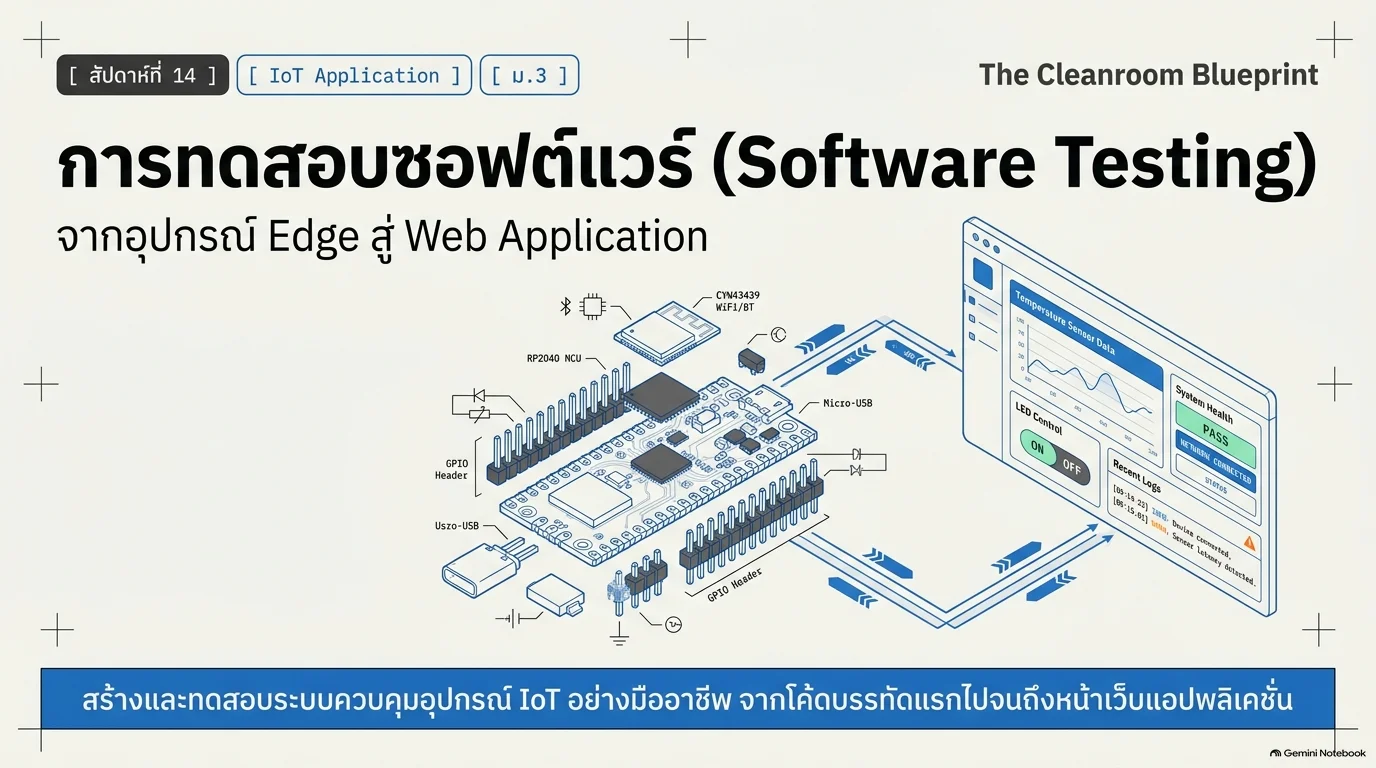 [ สัปดาห์ที่ 14 ] [ IoT Application ] [ ม.3 ]
The Cleanroom Blueprint
การทดสอบซอฟต์แวร์ (Software Testing)
จากอุปกรณ์ Edge สู่ Web Application
CYW43439
WiFi/BT
RP2040 NCU
Micro-USB
GPIO
Header
Uszo-USB
GPIO Header
Temperature Sensor Data
LED Control
ON OFF
System Health
PASS
NETWORK CONNECTED
STATUS
Recent Logs
Device connected.
Sensor latency detected.
สร้างและทดสอบระบบควบคุมอุปกรณ์ IoT อย่างมืออาชีพ จากโค้ดบรรทัดแรกไปจนถึงหน้าเว็บแอปพลิเคชั่น
Gemini Notebook